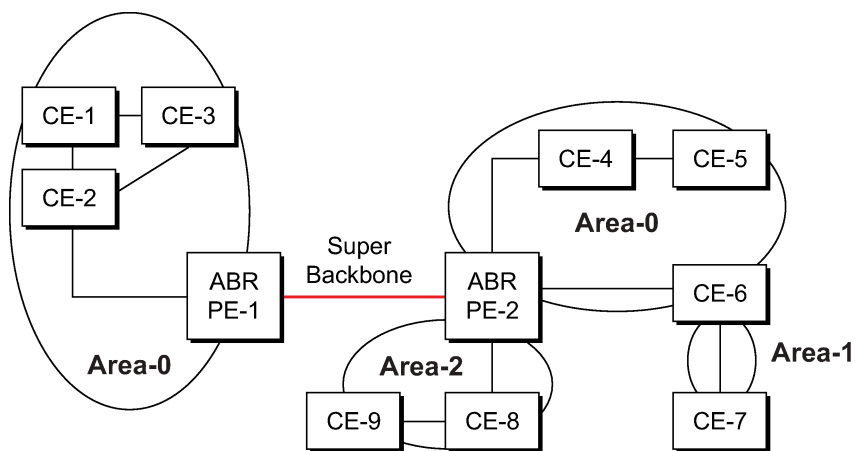 CE-1
CE-3
CE-2
ABR
PE-1
Area-0
Super
Backbone
CE-4
CE-5
Area-0
ABR
PE-2
CE-6
Area-2
Area-1
CE-9
CE-8
CE-7